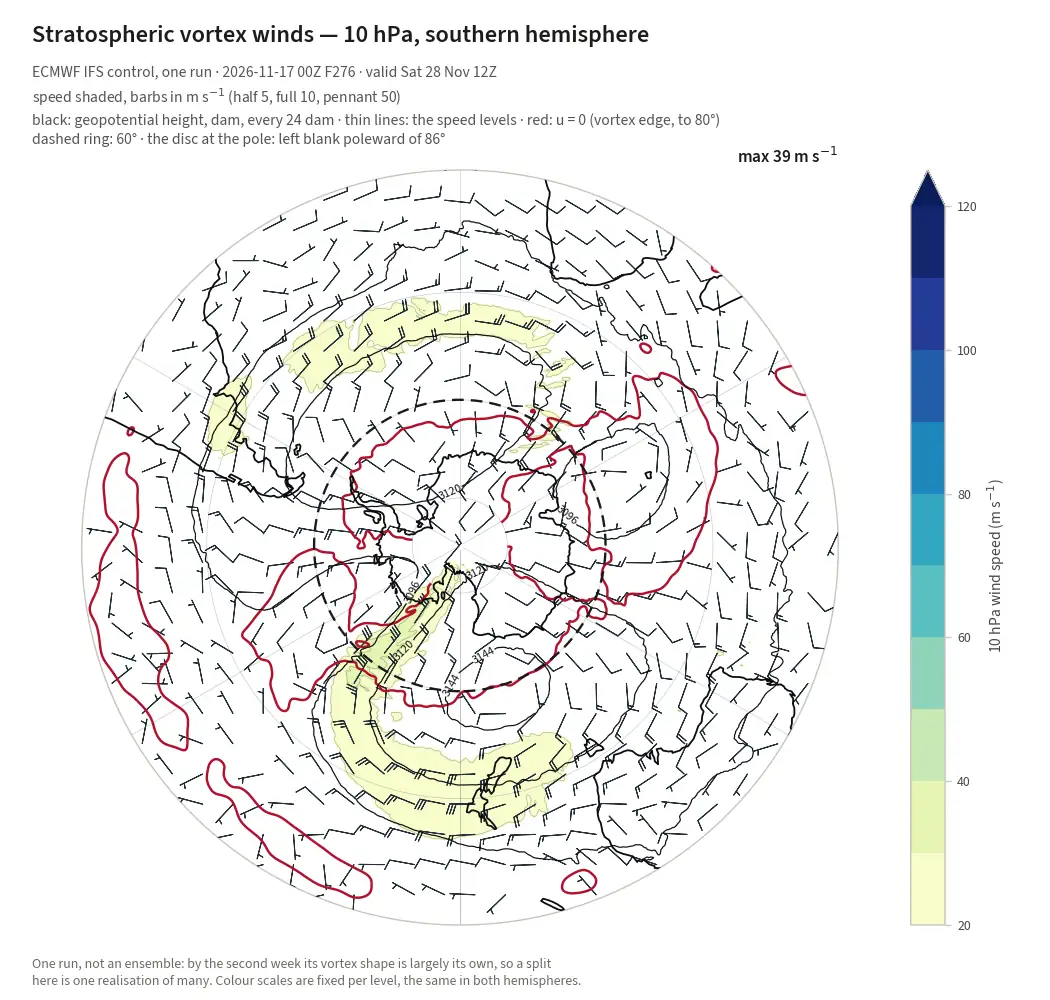 Stratospheric vortex winds — 10 hPa, southern hemisphere
ECMWF IFS control, one run · 2026-11-17 00Z F276 · valid Sat 28 Nov 12Z
speed shaded, barbs in m s⁻¹ (half 5, full 10, pennant 50)
black: geopotential height, dam, every 24 dam · thin lines: the speed levels · red: u = 0 (vortex edge, to 80°)
dashed ring: 60° · the disc at the pole: left blank poleward of 86°
max 39 m s⁻¹
120
100
80
60
40
20
10 hPa wind speed (m s⁻¹)
3120
3096
3120
3096
3120
3144
3144
One run, not an ensemble: by the second week its vortex shape is largely its own, so a split
here is one realisation of many. Colour scales are fixed per level, the same in both hemispheres.